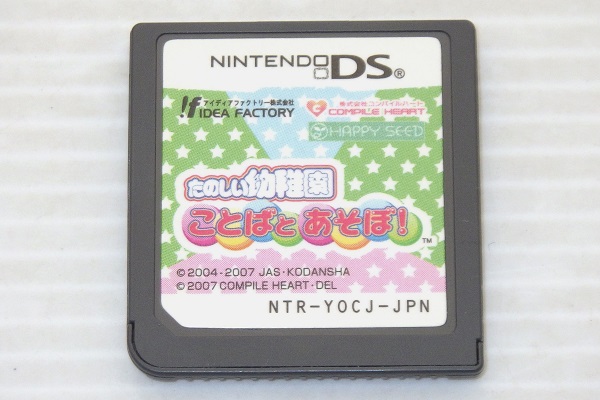 NINTENDO DS®
アイディアファクトリー株式会社
IDEA FACTORY
株式会社コンパイルハート
COMPILE HEART
HAPPY SEED
たのしい幼稚園
ことばと あそぼ!
TM
© 2004-2007 JAS・KODANSHA
© 2007 COMPILE HEART・DEL
NTR-YOCJ-JPN